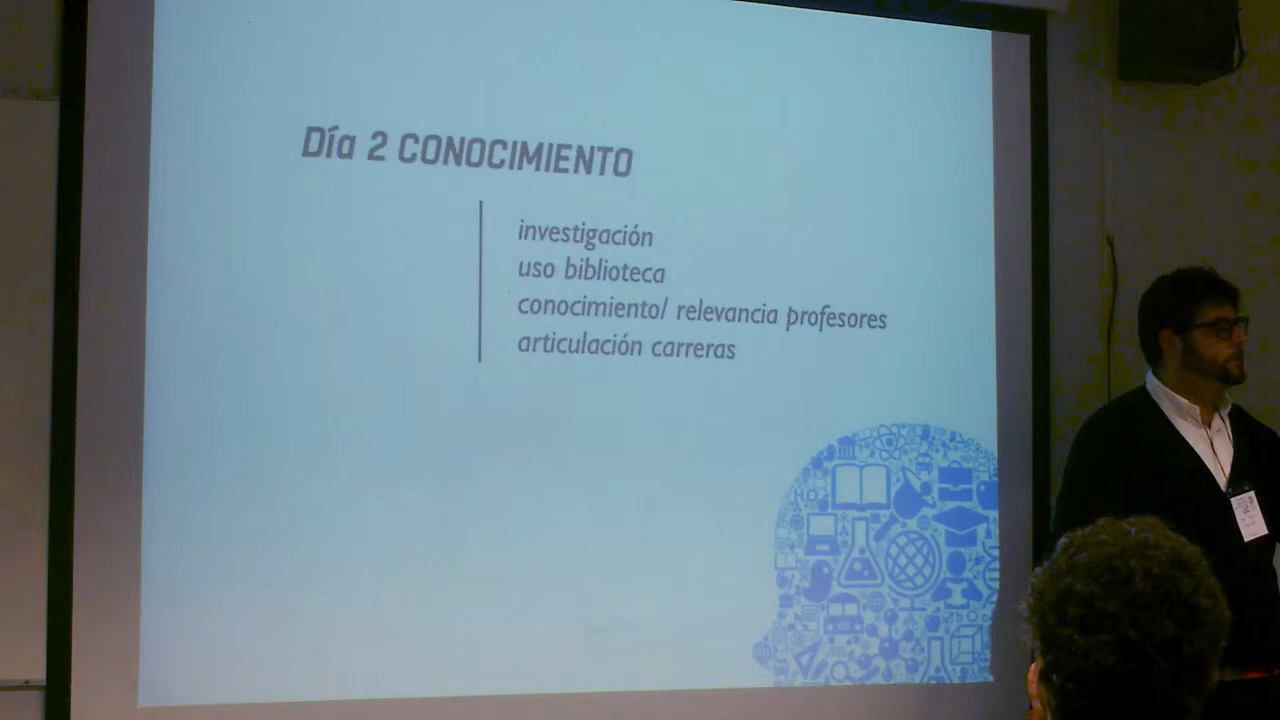 Día 2 CONOCIMIENTO
investigación
uso biblioteca
conocimiento/ relevancia profesores
articulación carreras